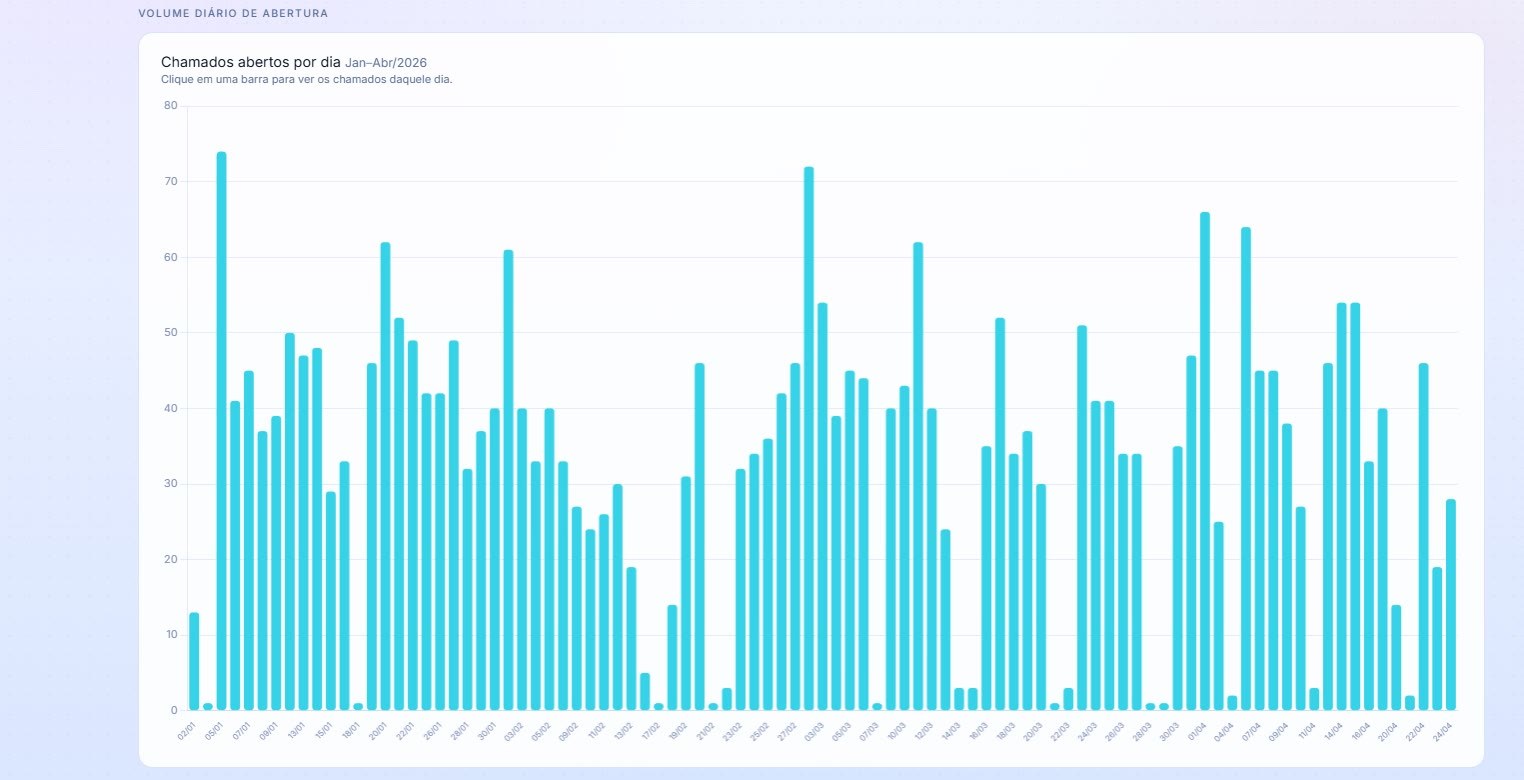 VOLUME DIÁRIO DE ABERTURA
Chamados abertos por dia Jan–Abr/2026
Clique em uma barra para ver os chamados daquele dia.
80
70
60
50
40
30
20
10
0
02/01 05/01 07/01 09/01 13/01 15/01 18/01 20/01 22/01 26/01 28/01 30/01 03/02 05/02 09/02 11/02 13/02 17/02 19/02 21/02 23/02 25/02 27/02 03/03 05/03 07/03 10/03 12/03 14/03 16/03 18/03 20/03 22/03 24/03 26/03 28/03 30/03 01/04 04/04 07/04 09/04 11/04 14/04 16/04 20/04 22/04 24/04